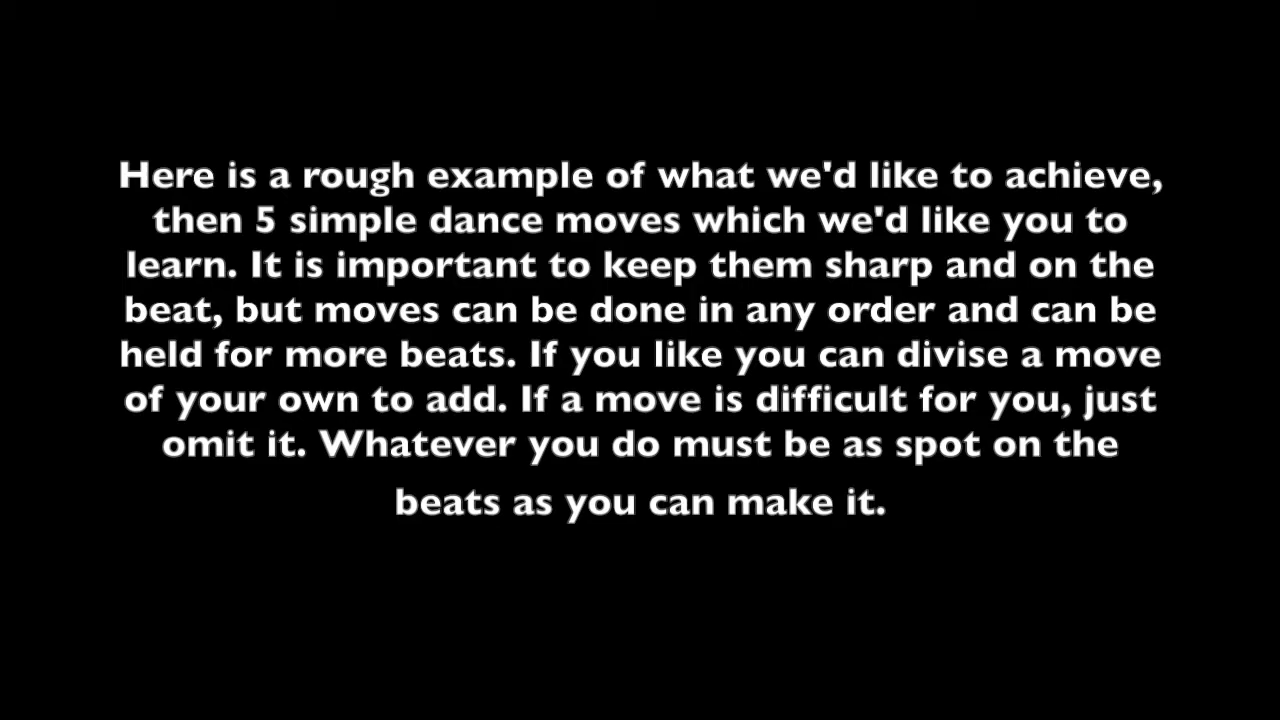 Here is a rough example of what we'd like to achieve,
then 5 simple dance moves which we'd like you to
learn. It is important to keep them sharp and on the
beat, but moves can be done in any order and can be
held for more beats. If you like you can divise a move
of your own to add. If a move is difficult for you, just
omit it. Whatever you do must be as spot on the
beats as you can make it.